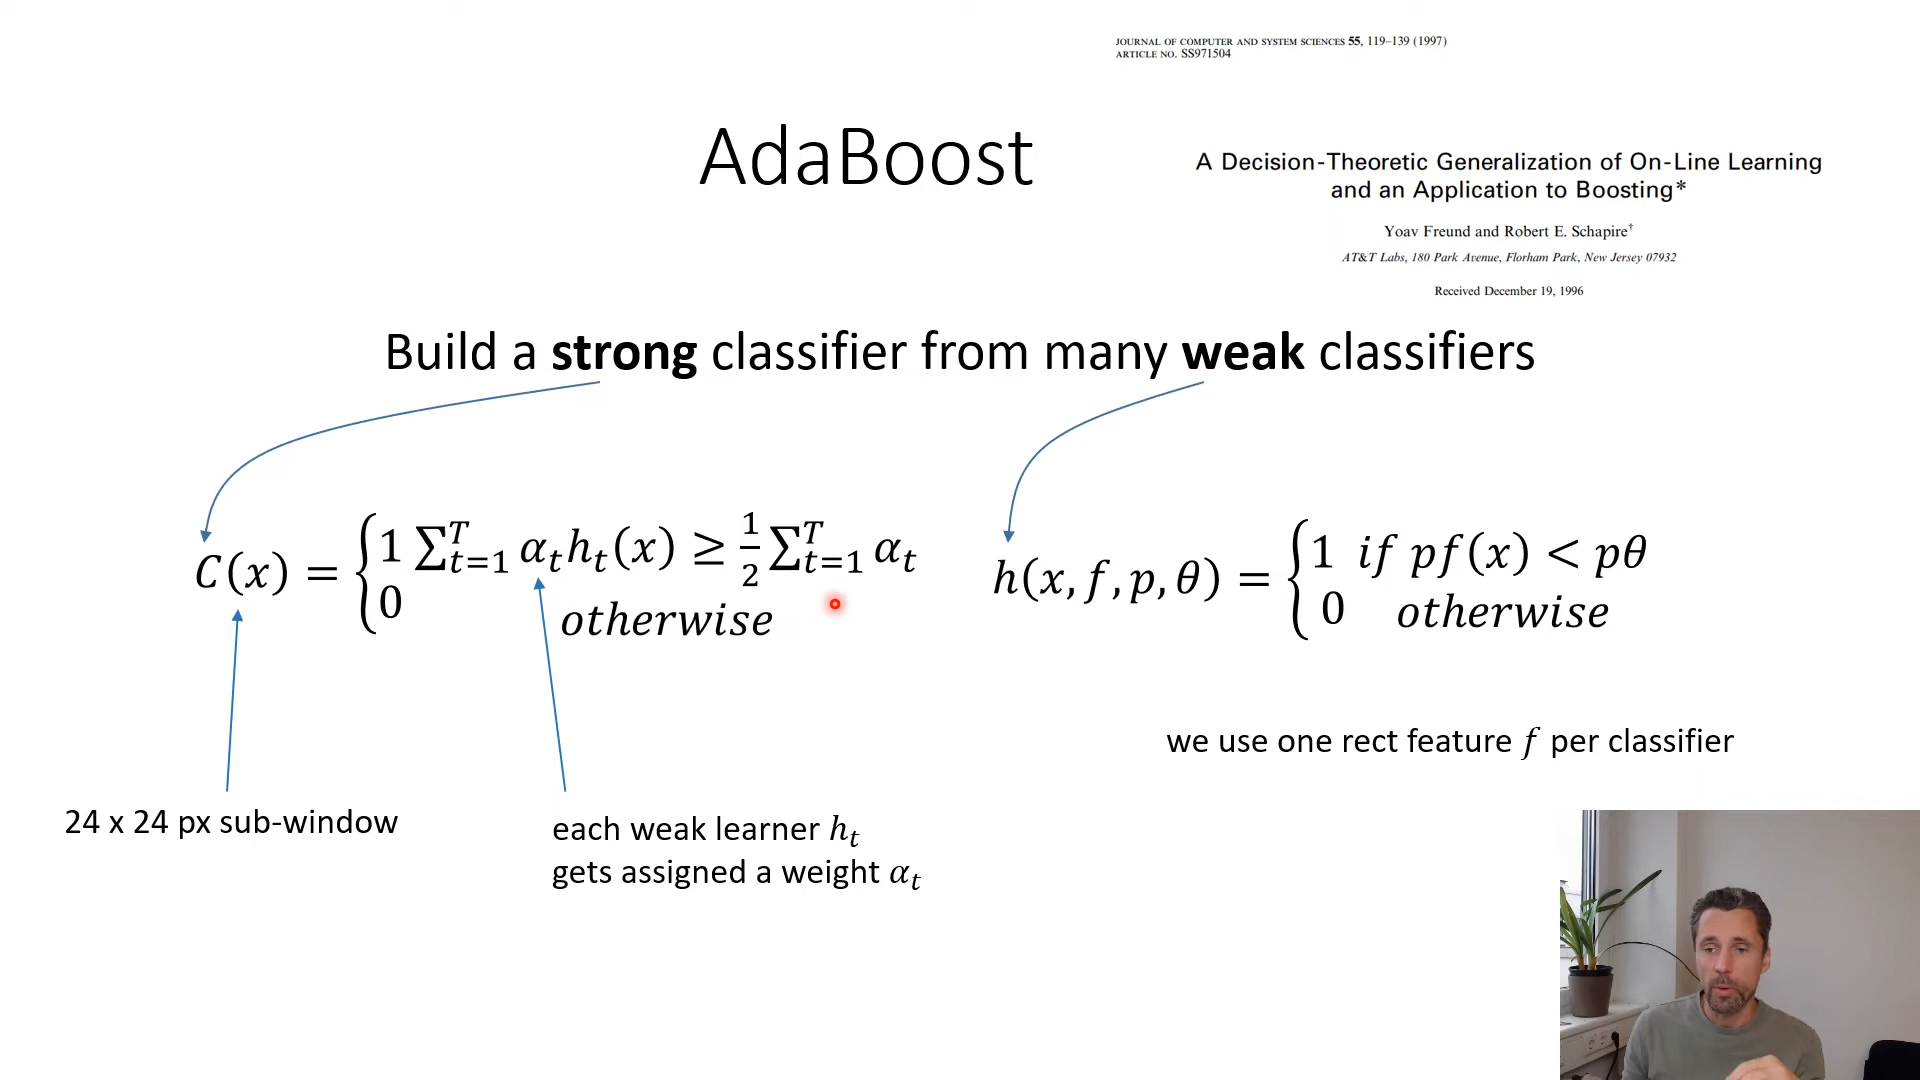 JOURNAL OF COMPUTER AND SYSTEM SCIENCES 55, 119–139 (1997)
ARTICLE NO. SS971504
AdaBoost
A Decision-Theoretic Generalization of On-Line Learning
and an Application to Boosting*
Yoav Freund and Robert E. Schapire†
AT&T Labs, 180 Park Avenue, Florham Park, New Jersey 07932
Received December 19, 1996
Build a strong classifier from many weak classifiers
C(x) = { 1 ∑_{t=1}^{T} α_t h_t(x) ≥ 1/2 ∑_{t=1}^{T} α_t
0 otherwise
h(x, f, p, θ) = { 1 if pf(x) < pθ
0 otherwise
we use one rect feature f per classifier
24 x 24 px sub-window
each weak learner h_t
gets assigned a weight α_t